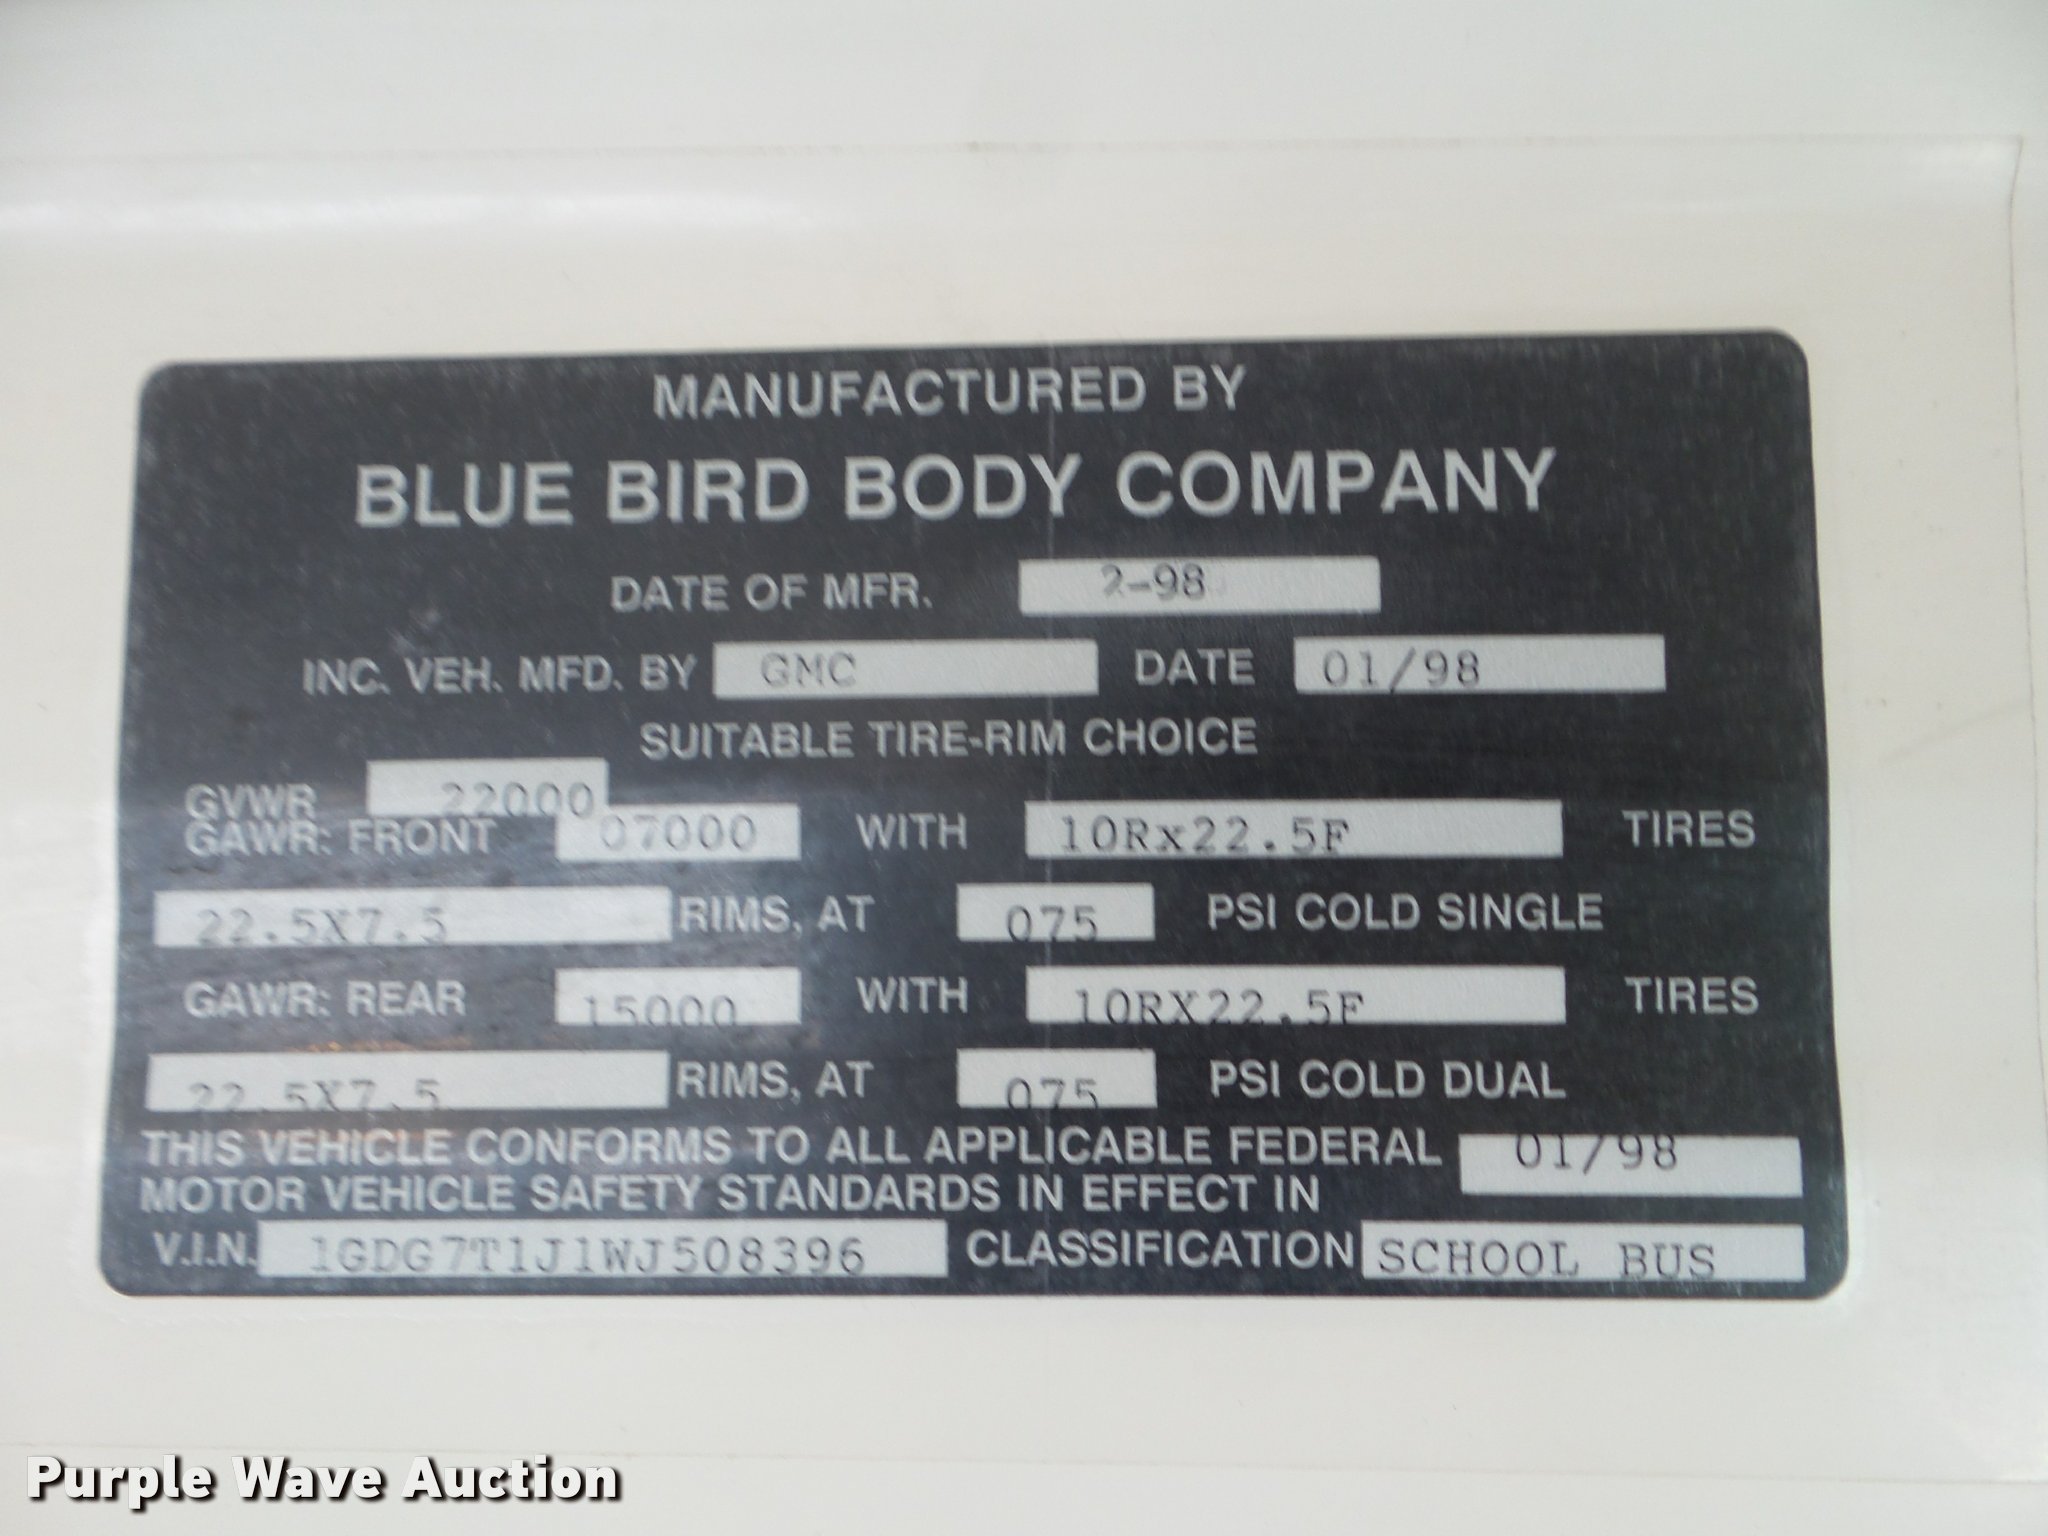 MANUFACTURED BY
BLUE BIRD BODY COMPANY
DATE OF MFR. 2-98
INC. VEH. MFD. BY GMC DATE 01/98
SUITABLE TIRE-RIM CHOICE
GVWR 22000
GAWR: FRONT 07000 WITH 10Rx22.5F TIRES
22.5X7.5 RIMS, AT 075 PSI COLD SINGLE
GAWR: REAR 15000 WITH 10RX22.5F TIRES
22.5X7.5 RIMS, AT 075 PSI COLD DUAL
THIS VEHICLE CONFORMS TO ALL APPLICABLE FEDERAL
MOTOR VEHICLE SAFETY STANDARDS IN EFFECT IN 01/98
V.I.N. 1GDG7T1J1WJ508396 CLASSIFICATION SCHOOL BUS
Purple Wave Auction